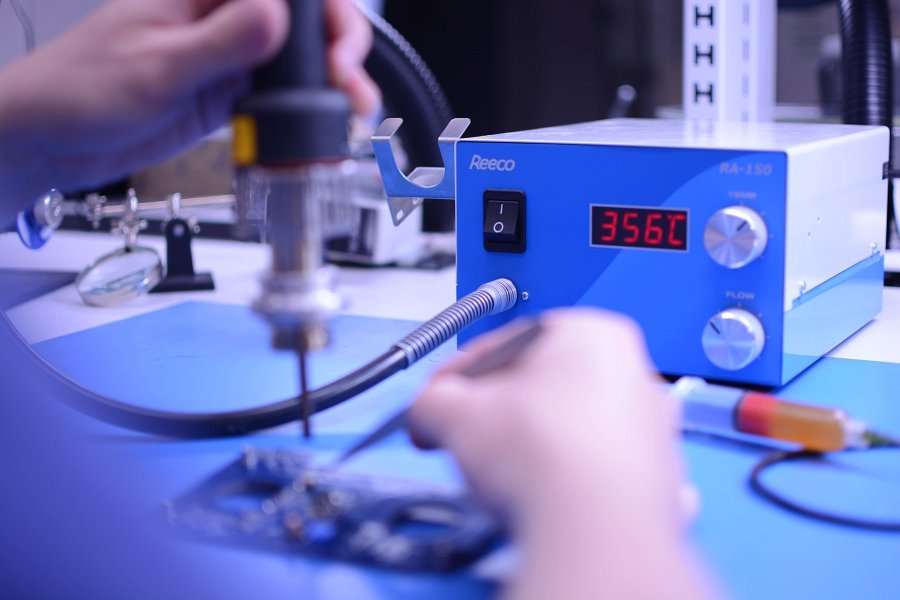 Reeco
RA-150
TEMP
356°C
I
O
FLOW